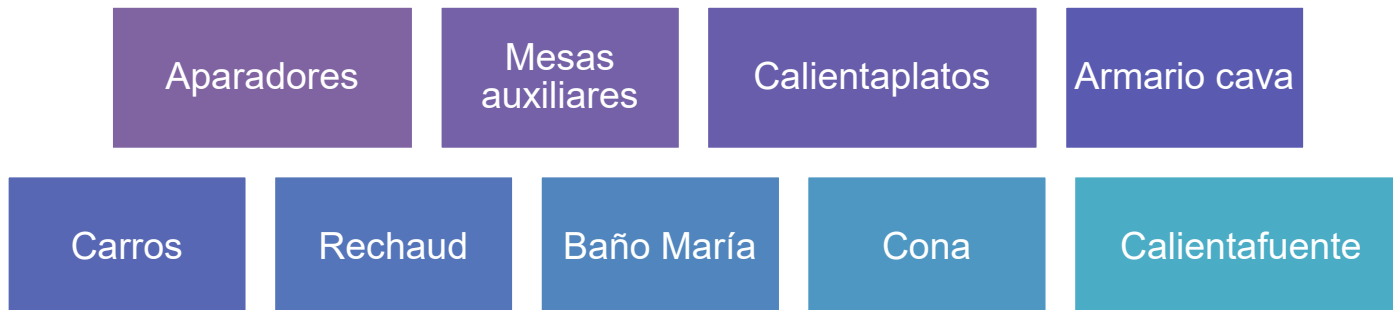 Aparadores
Mesas
auxiliares
Calientaplatos
Armario cava
Carros
Rechaud
Baño María
Cona
Calientafuente